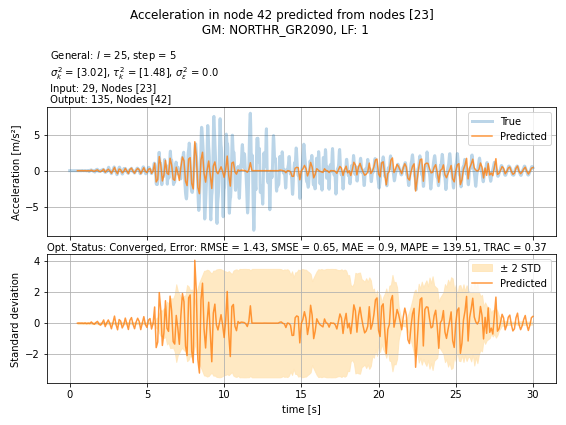 Acceleration in node 42 predicted from nodes [23]
GM: NORTHR_GR2090, LF: 1
General: l = 25, step = 5
σ²ₖ = [3.02], τ²ₖ = [1.48], σ²ε = 0.0
Input: 29, Nodes [23]
Output: 135, Nodes [42]
Acceleration [m/s²]
5
0
−5
True
Predicted
Opt. Status: Converged, Error: RMSE = 1.43, SMSE = 0.65, MAE = 0.9, MAPE = 139.51, TRAC = 0.37
Standard deviation
4
2
0
−2
± 2 STD
Predicted
0 5 10 15 20 25 30
time [s]